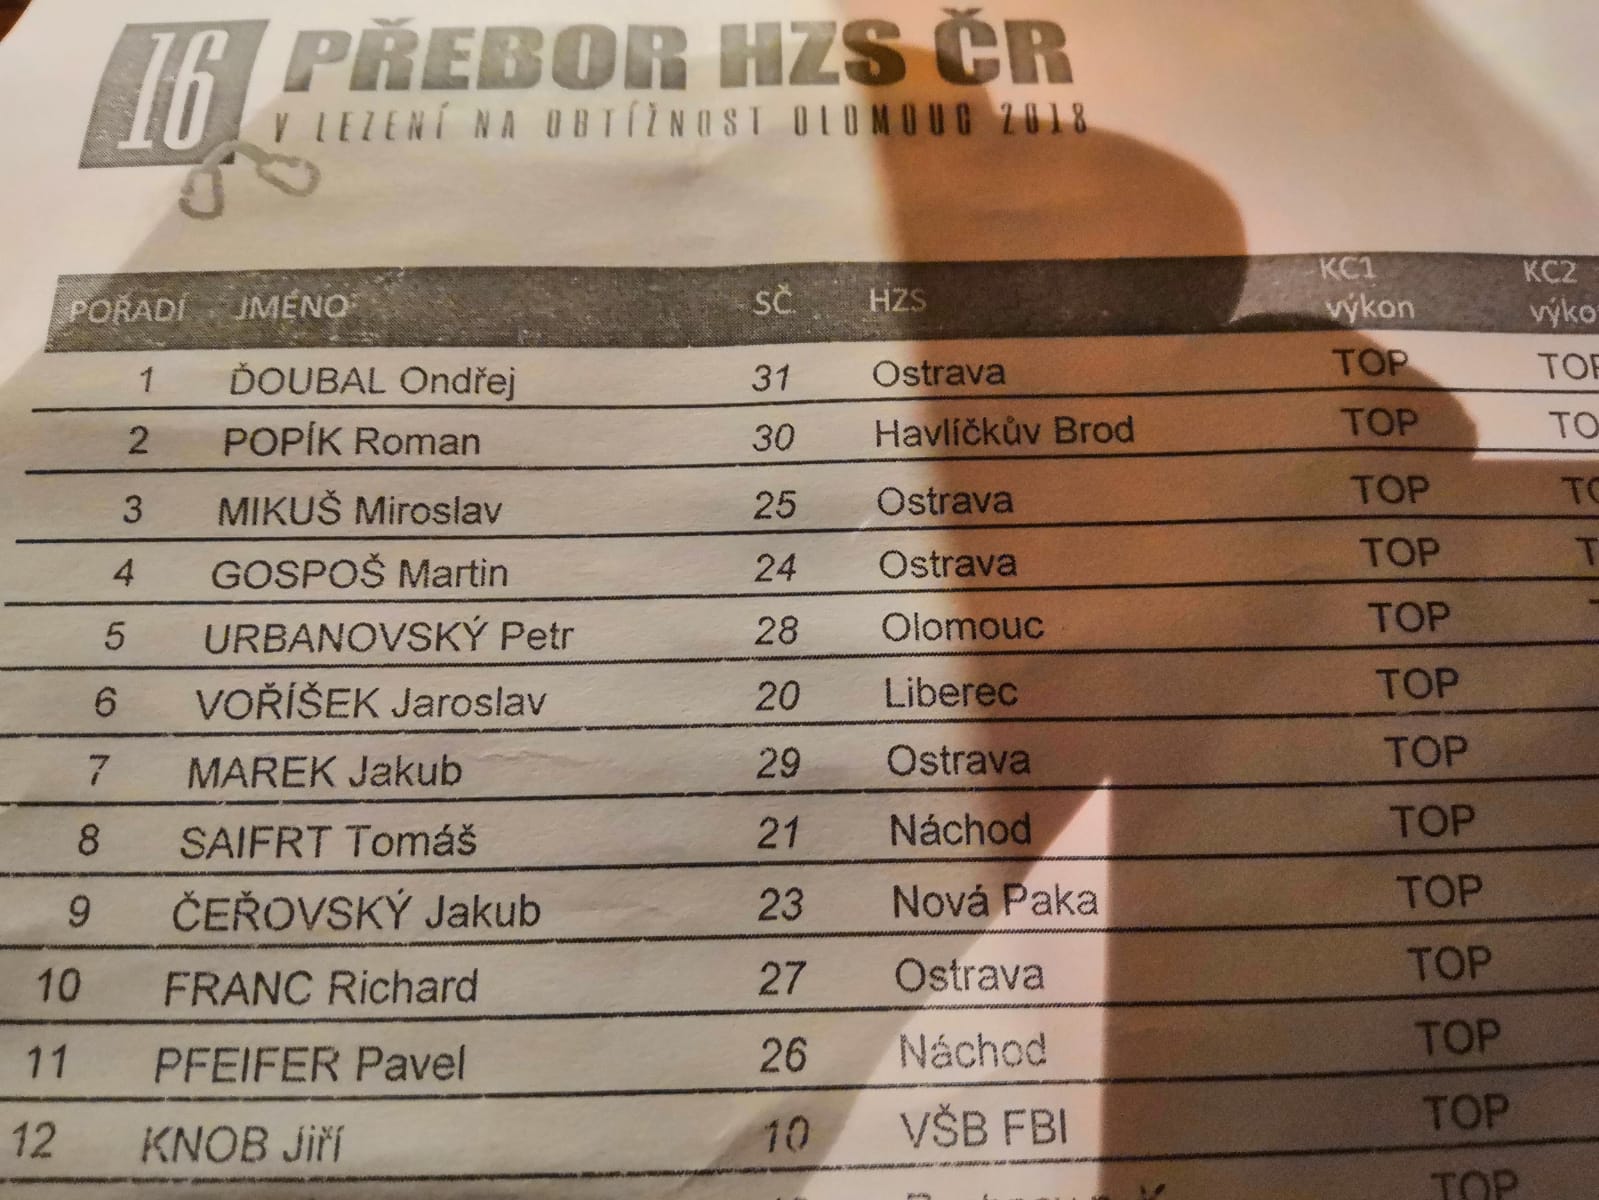 16 PŘEBOR HZS ČR
V LEZENÍ NA OBTÍŽNOST OLOMOUC 2018
POŘADÍ JMÉNO SČ HZS KC1 výkon KC2
1 ĎOUBAL Ondřej 31 Ostrava TOP TOP
2 POPÍK Roman 30 Havlíčkův Brod TOP TO
3 MIKUŠ Miroslav 25 Ostrava TOP
4 GOSPOŠ Martin 24 Ostrava TOP
5 URBANOVSKÝ Petr 28 Olomouc TOP
6 VOŘÍŠEK Jaroslav 20 Liberec TOP
7 MAREK Jakub 29 Ostrava TOP
8 SAIFRT Tomáš 21 Náchod TOP
9 ČEŘOVSKÝ Jakub 23 Nová Paka TOP
10 FRANC Richard 27 Ostrava TOP
11 PFEIFER Pavel 26 Náchod TOP
12 KNOB Jiří 10 VŠB FBI TOP
TOP